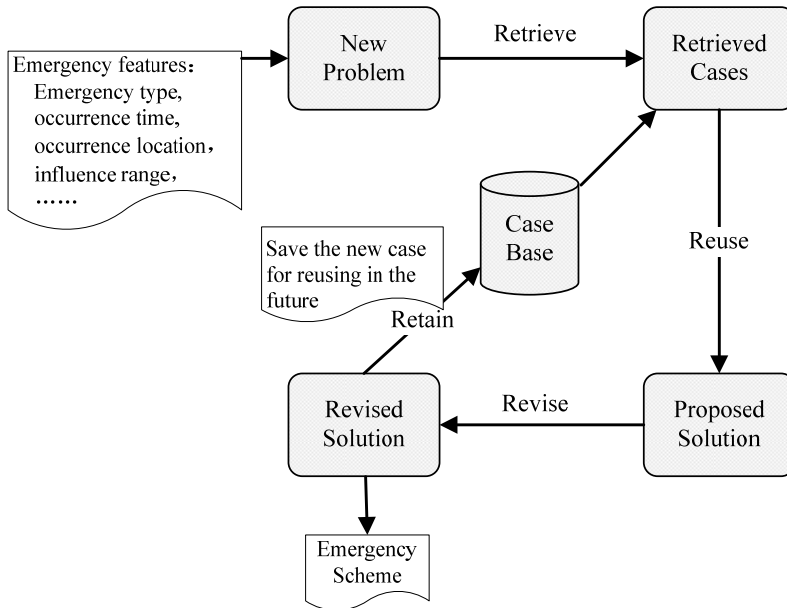 New
Problem
Retrieve
Retrieved
Cases
Emergency features：
Emergency type,
occurrence time,
occurrence location，
influence range，
……
Case
Base
Reuse
Save the new case
for reusing in the
future
Retain
Revised
Solution
Revise
Proposed
Solution
Emergency
Scheme